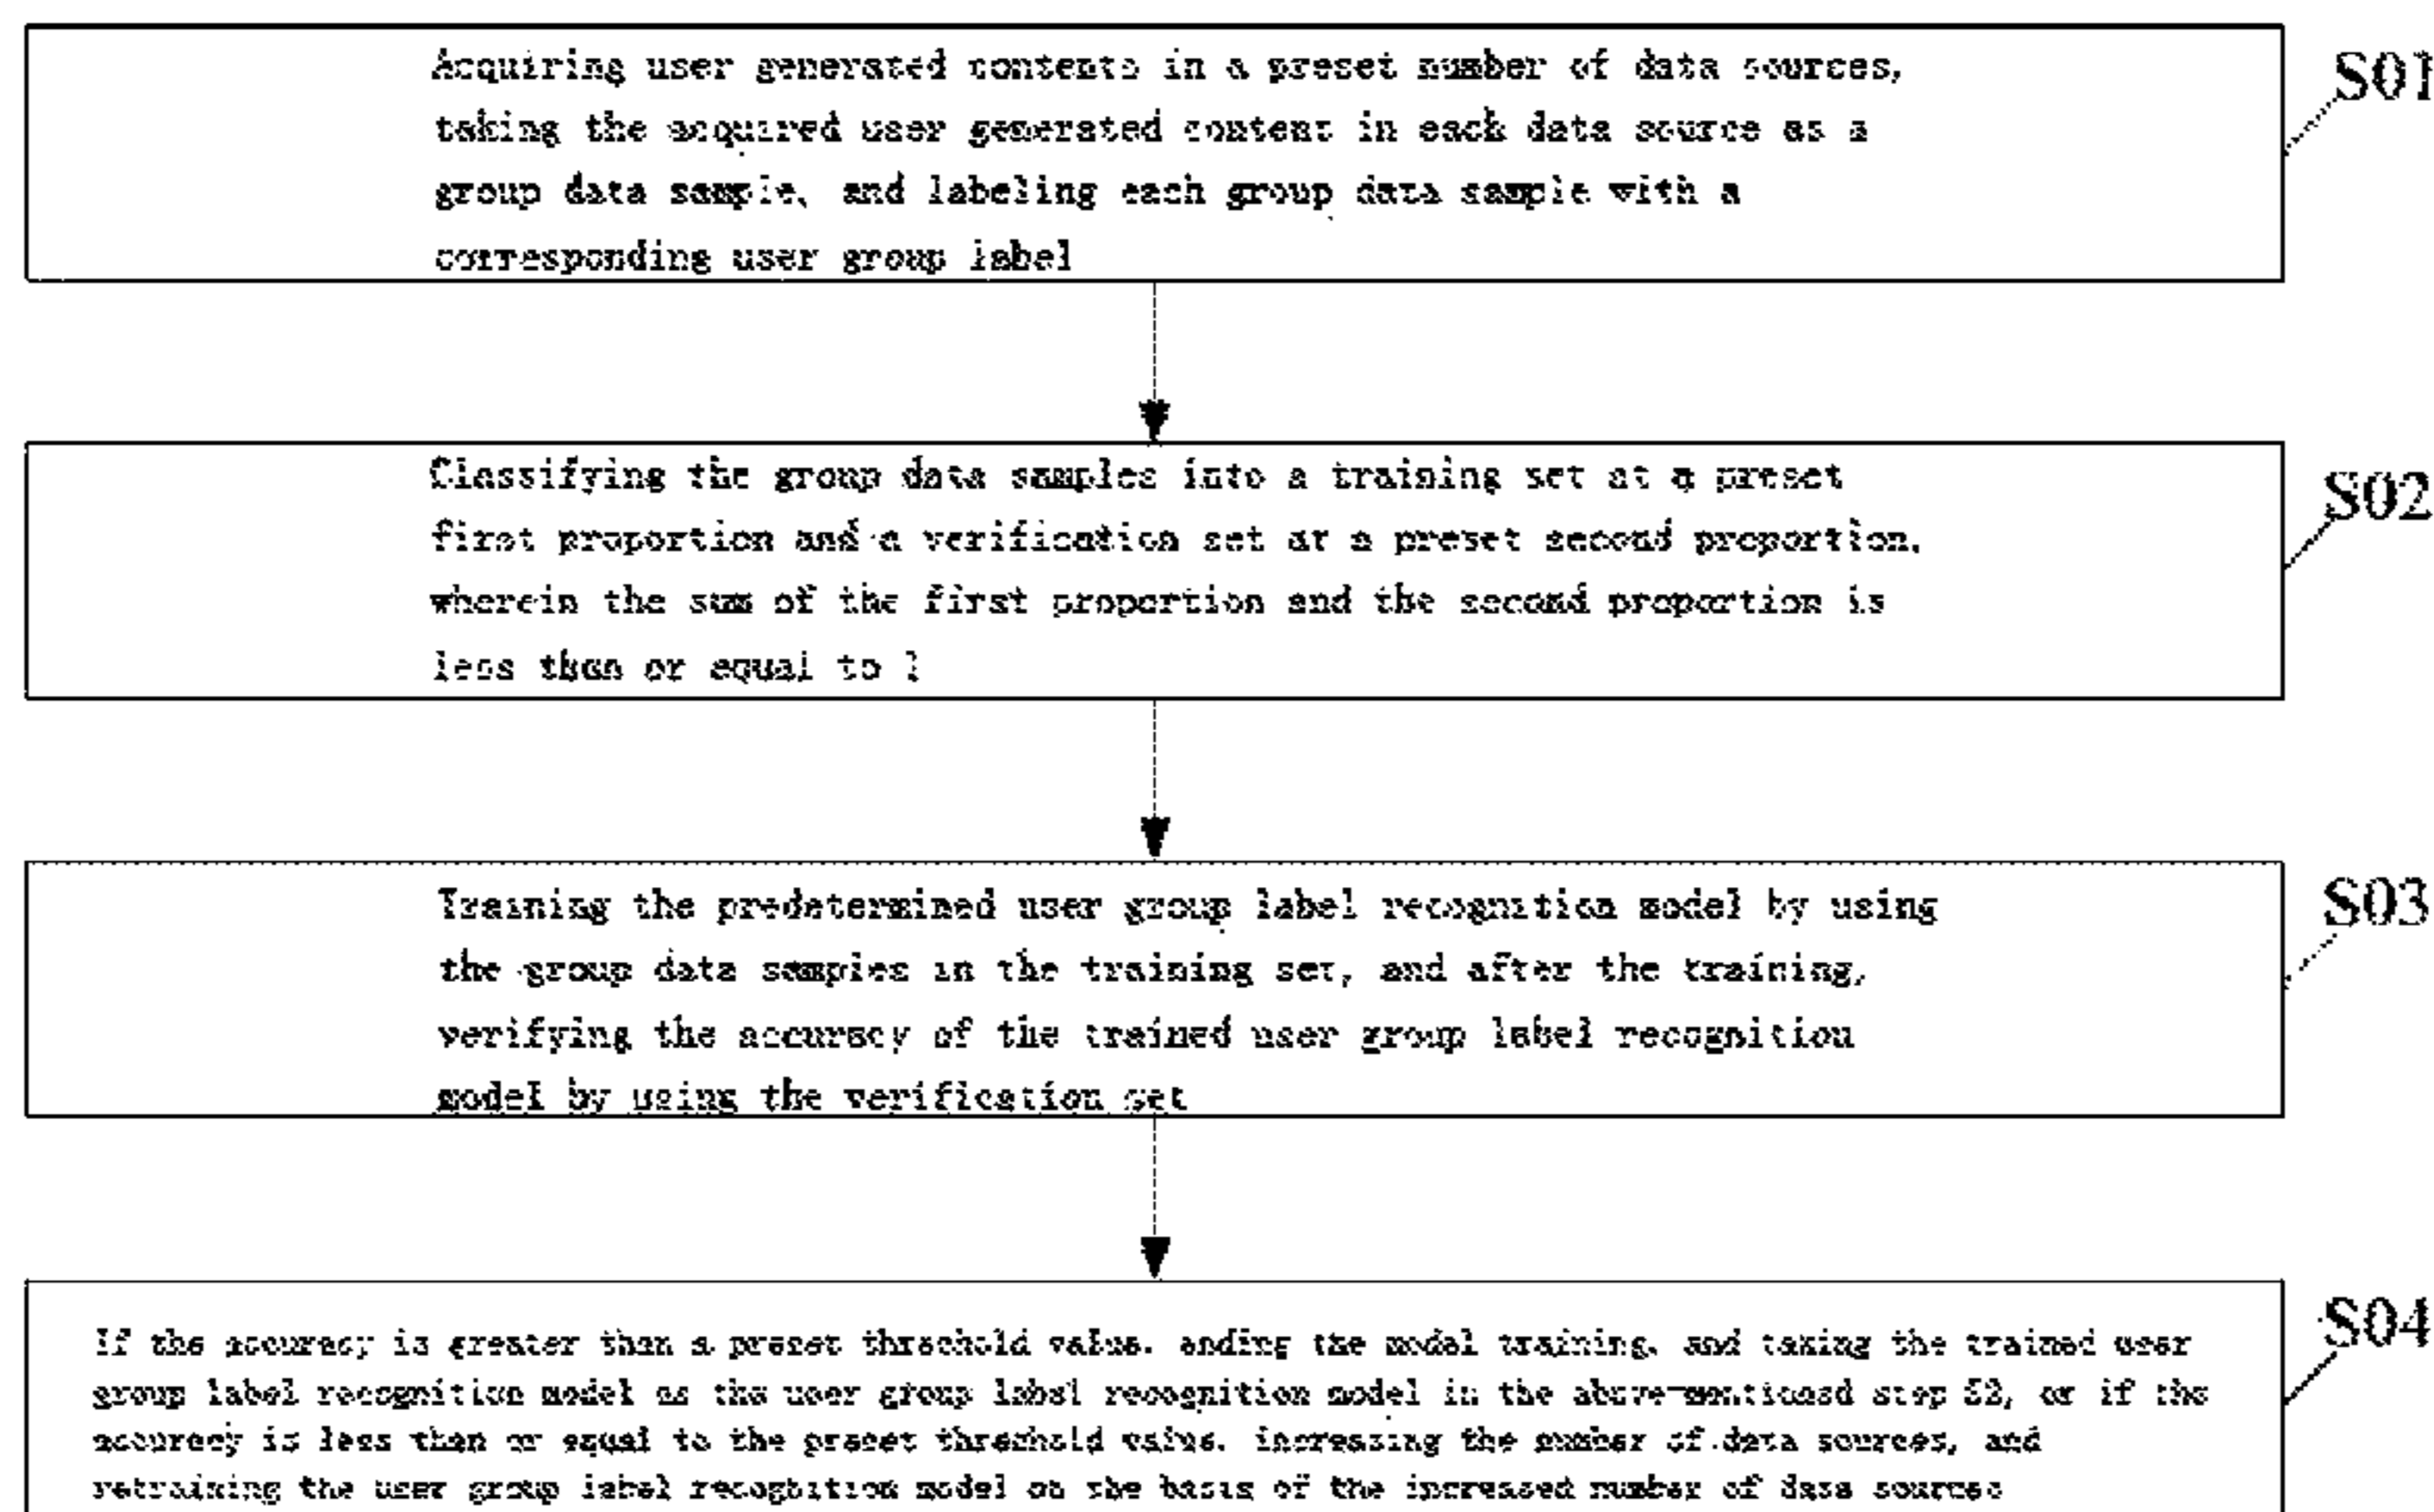 Acquiring user generated contents in a preset number of data sources,
taking the acquired user generated content in each data source as a
group data sample, and labeling each group data sample with a
corresponding user group label
S01
Classifying the group data samples into a training set at a preset
first proportion and a verification set at a preset second proportion,
wherein the sum of the first proportion and the second proportion is
less than or equal to 1
S02
Training the predetermined user group label recognition model by using
the group data samples in the training set, and after the training,
verifying the accuracy of the trained user group label recognition
model by using the verification set
S03
If the accuracy is greater than a preset threshold value, ending the model training, and taking the trained user
group label recognition model as the user group label recognition model in the above-mentioned step S2, or if the
accuracy is less than or equal to the preset threshold value, increasing the number of data sources, and
retraining the user group label recognition model on the basis of the increased number of data sources
S04